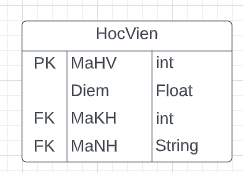 HocVien
PK MaHV int
Diem Float
FK MaKH int
FK MaNH String